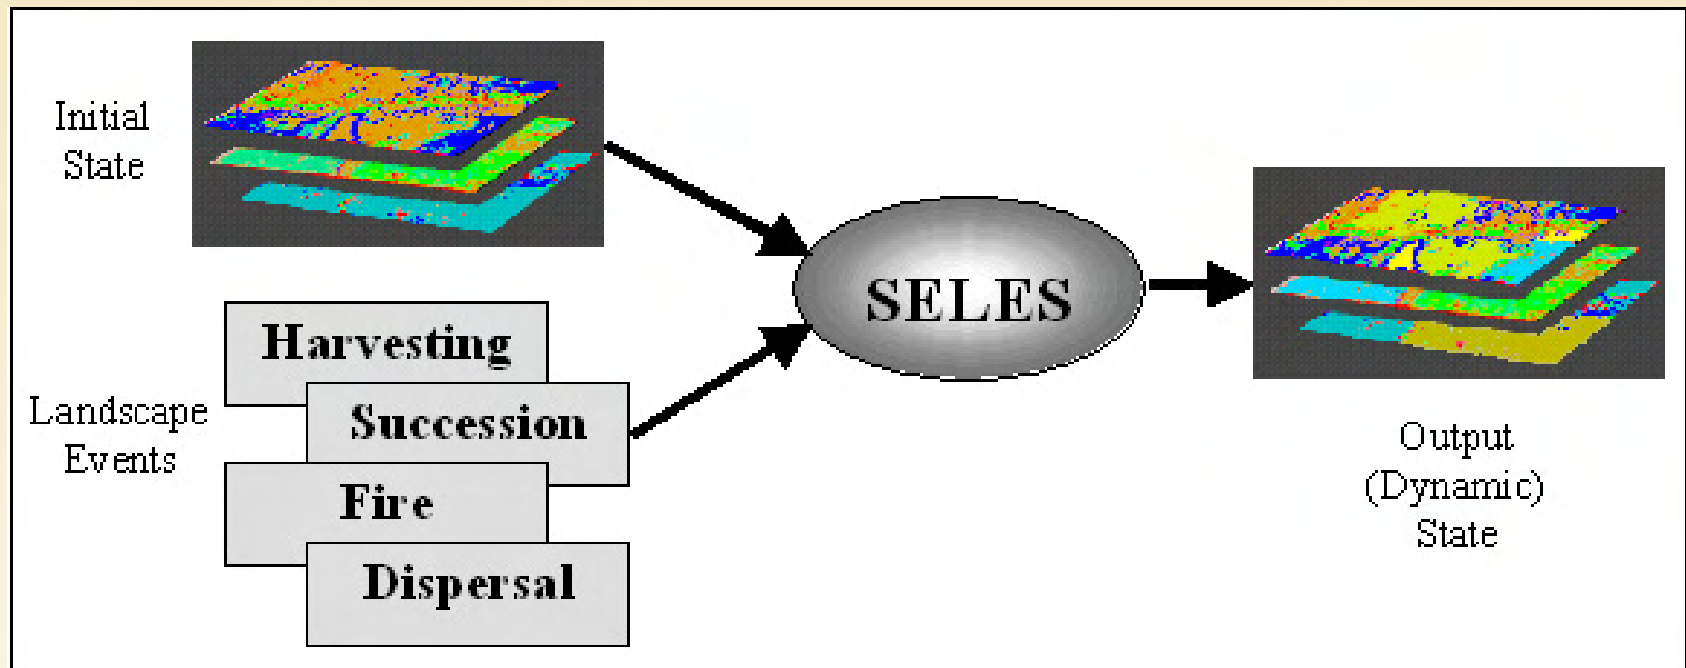 Initial
State
Harvesting
Succession
Fire
Dispersal
Landscape
Events
SELES
Output
(Dynamic)
State